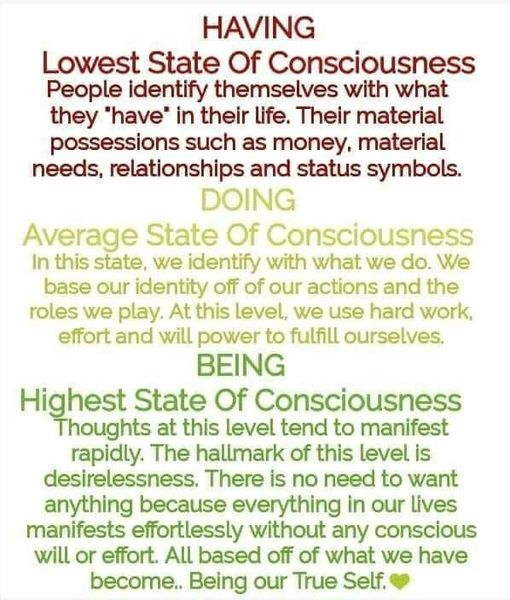 HAVING
Lowest State Of Consciousness
People identify themselves with what
they "have" in their life. Their material
possessions such as money, material
needs, relationships and status symbols.
DOING
Average State Of Consciousness
In this state, we identify with what we do. We
base our identity off of our actions and the
roles we play. At this level, we use hard work,
effort and will power to fulfill ourselves.
BEING
Highest State Of Consciousness
Thoughts at this level tend to manifest
rapidly. The hallmark of this level is
desirelessness. There is no need to want
anything because everything in our lives
manifests effortlessly without any conscious
will or effort. All based off of what we have
become.. Being our True Self.